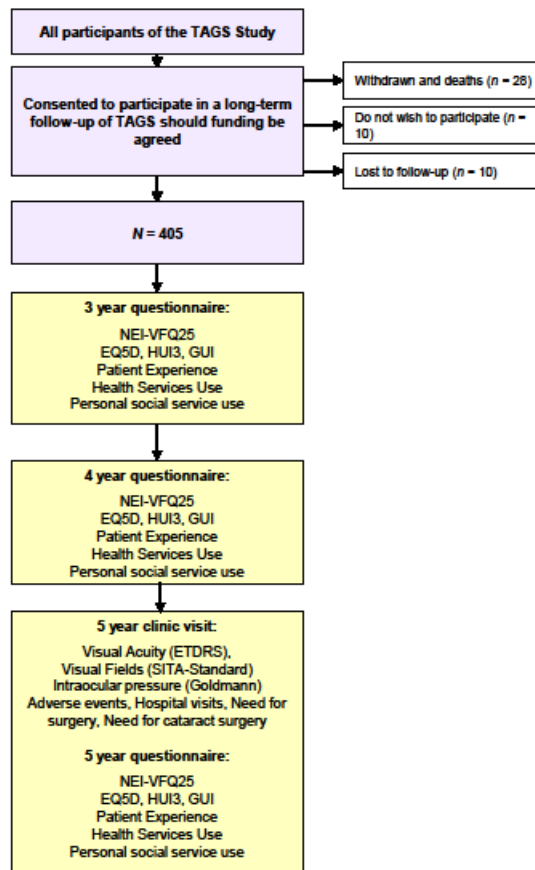 All participants of the TAGS Study
Consented to participate in a long-term
follow-up of TAGS should funding be
agreed
Withdrawn and deaths (n = 28)
Do not wish to participate (n =
10)
Lost to follow-up (n = 10)
N = 405
3 year questionnaire:
NEI-VFQ25
EQ5D, HUI3, GUI
Patient Experience
Health Services Use
Personal social service use
4 year questionnaire:
NEI-VFQ25
EQ5D, HUI3, GUI
Patient Experience
Health Services Use
Personal social service use
5 year clinic visit:
Visual Acuity (ETDRS),
Visual Fields (SITA-Standard)
Intraocular pressure (Goldmann)
Adverse events, Hospital visits, Need for
surgery, Need for cataract surgery
5 year questionnaire:
NEI-VFQ25
EQ5D, HUI3, GUI
Patient Experience
Health Services Use
Personal social service use